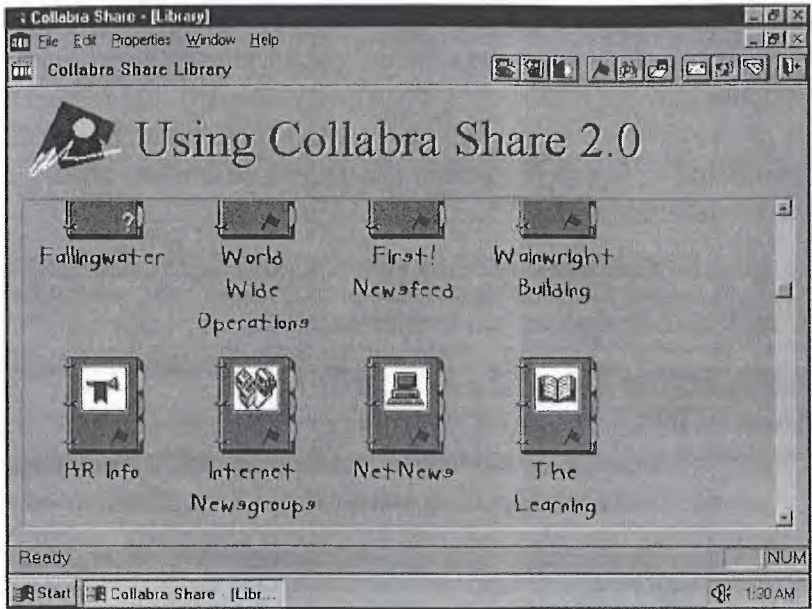 Collabra Share - [Library]
File Edit Properties Window Help
Collabra Share Library
Using Collabra Share 2.0
Fallingwater
World
Wide
Operations
First!
Newsfeed
Wainwright
Building
HR Info
Internet
Newsgroups
NetNews
The
Learning
Ready
NUM
Start
Collabra Share - [Libr...
1:30 AM